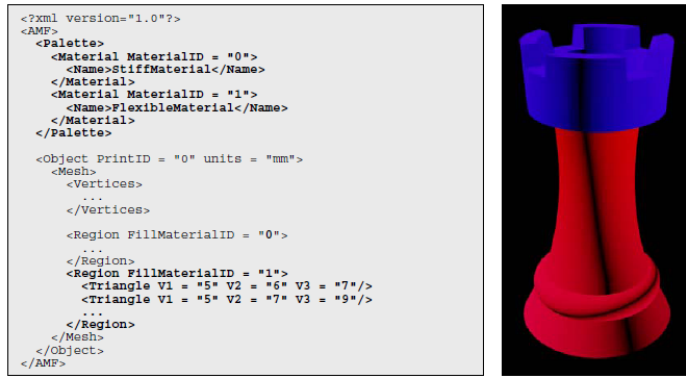 <?xml version="1.0"?>
<AMF>
<Palette>
<Material MaterialID = "0">
<Name>StiffMaterial</Name>
</Material>
<Material MaterialID = "1">
<Name>FlexibleMaterial</Name>
</Material>
</Palette>
<Object PrintID = "0" units = "mm">
<Mesh>
<Vertices>
...
</Vertices>
<Region FillMaterialID = "0">
...
</Region>
<Region FillMaterialID = "1">
<Triangle V1 = "5" V2 = "6" V3 = "7"/>
<Triangle V1 = "5" V2 = "7" V3 = "9"/>
...
</Region>
</Mesh>
</Object>
</AMF>